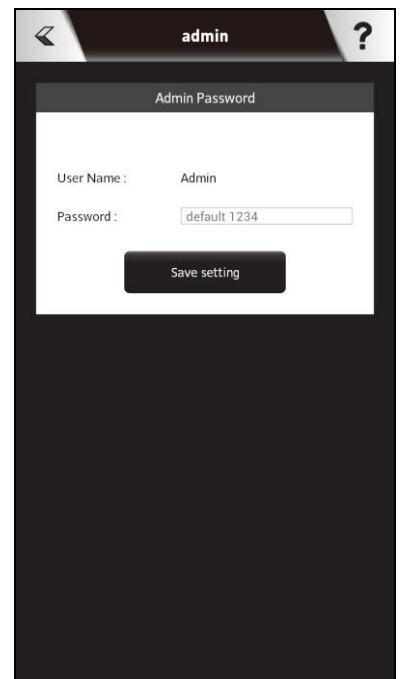 admin
?
Admin Password
User Name : Admin
Password : default 1234
Save setting